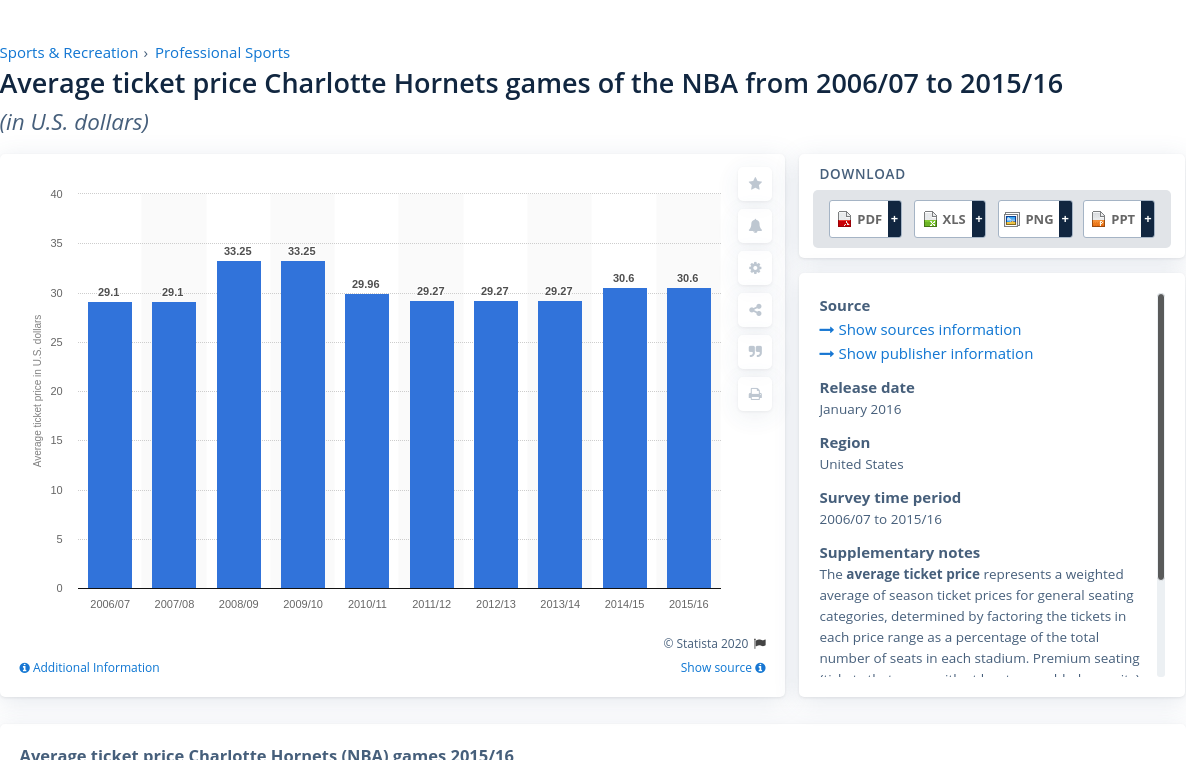 Sports & Recreation › Professional Sports
Average ticket price Charlotte Hornets games of the NBA from 2006/07 to 2015/16
(in U.S. dollars)
40
35
30
25
20
15
10
5
0
Average ticket price in U.S. dollars
29.1
29.1
33.25
33.25
29.96
29.27
29.27
29.27
30.6
30.6
2006/07
2007/08
2008/09
2009/10
2010/11
2011/12
2012/13
2013/14
2014/15
2015/16
© Statista 2020
Additional Information
Show source
DOWNLOAD
PDF +
XLS +
PNG +
PPT +
Source
Show sources information
Show publisher information
Release date
January 2016
Region
United States
Survey time period
2006/07 to 2015/16
Supplementary notes
The average ticket price represents a weighted
average of season ticket prices for general seating
categories, determined by factoring the tickets in
each price range as a percentage of the total
number of seats in each stadium. Premium seating
Average ticket price Charlotte Hornets (NBA) games 2015/16